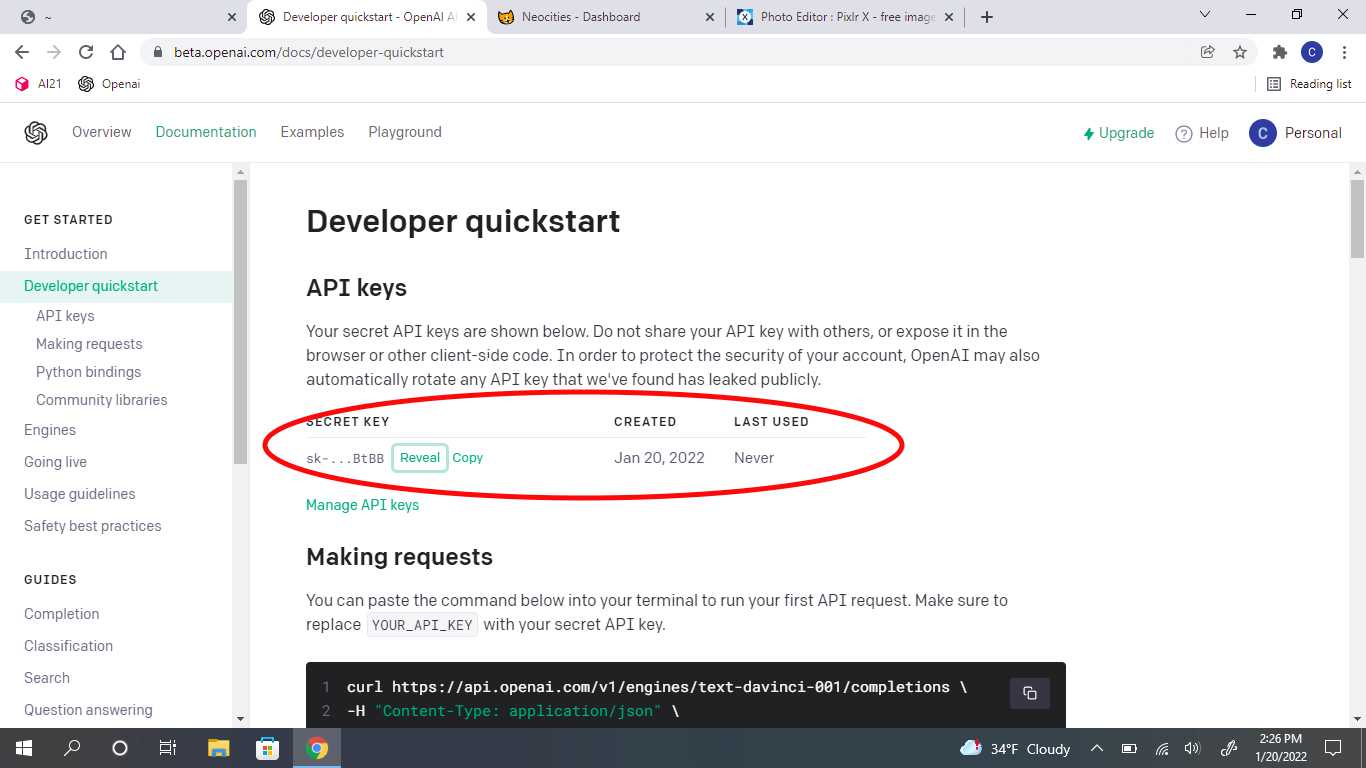 ~
Developer quickstart - OpenAI A
Neocities - Dashboard
Photo Editor : Pixlr X - free image
beta.openai.com/docs/developer-quickstart
C
AI21
Openai
Reading list
Overview
Documentation
Examples
Playground
Upgrade
? Help
C Personal
GET STARTED
Introduction
Developer quickstart
API keys
Making requests
Python bindings
Community libraries
Engines
Going live
Usage guidelines
Safety best practices
GUIDES
Completion
Classification
Search
Question answering
Developer quickstart
API keys
Your secret API keys are shown below. Do not share your API key with others, or expose it in the
browser or other client-side code. In order to protect the security of your account, OpenAI may also
automatically rotate any API key that we've found has leaked publicly.
SECRET KEY CREATED LAST USED
sk-...BtBB Reveal Copy Jan 20, 2022 Never
Manage API keys
Making requests
You can paste the command below into your terminal to run your first API request. Make sure to
replace YOUR_API_KEY with your secret API key.
1 curl https://api.openai.com/v1/engines/text-davinci-001/completions \
2 -H "Content-Type: application/json" \
34°F Cloudy
2:26 PM
1/20/2022